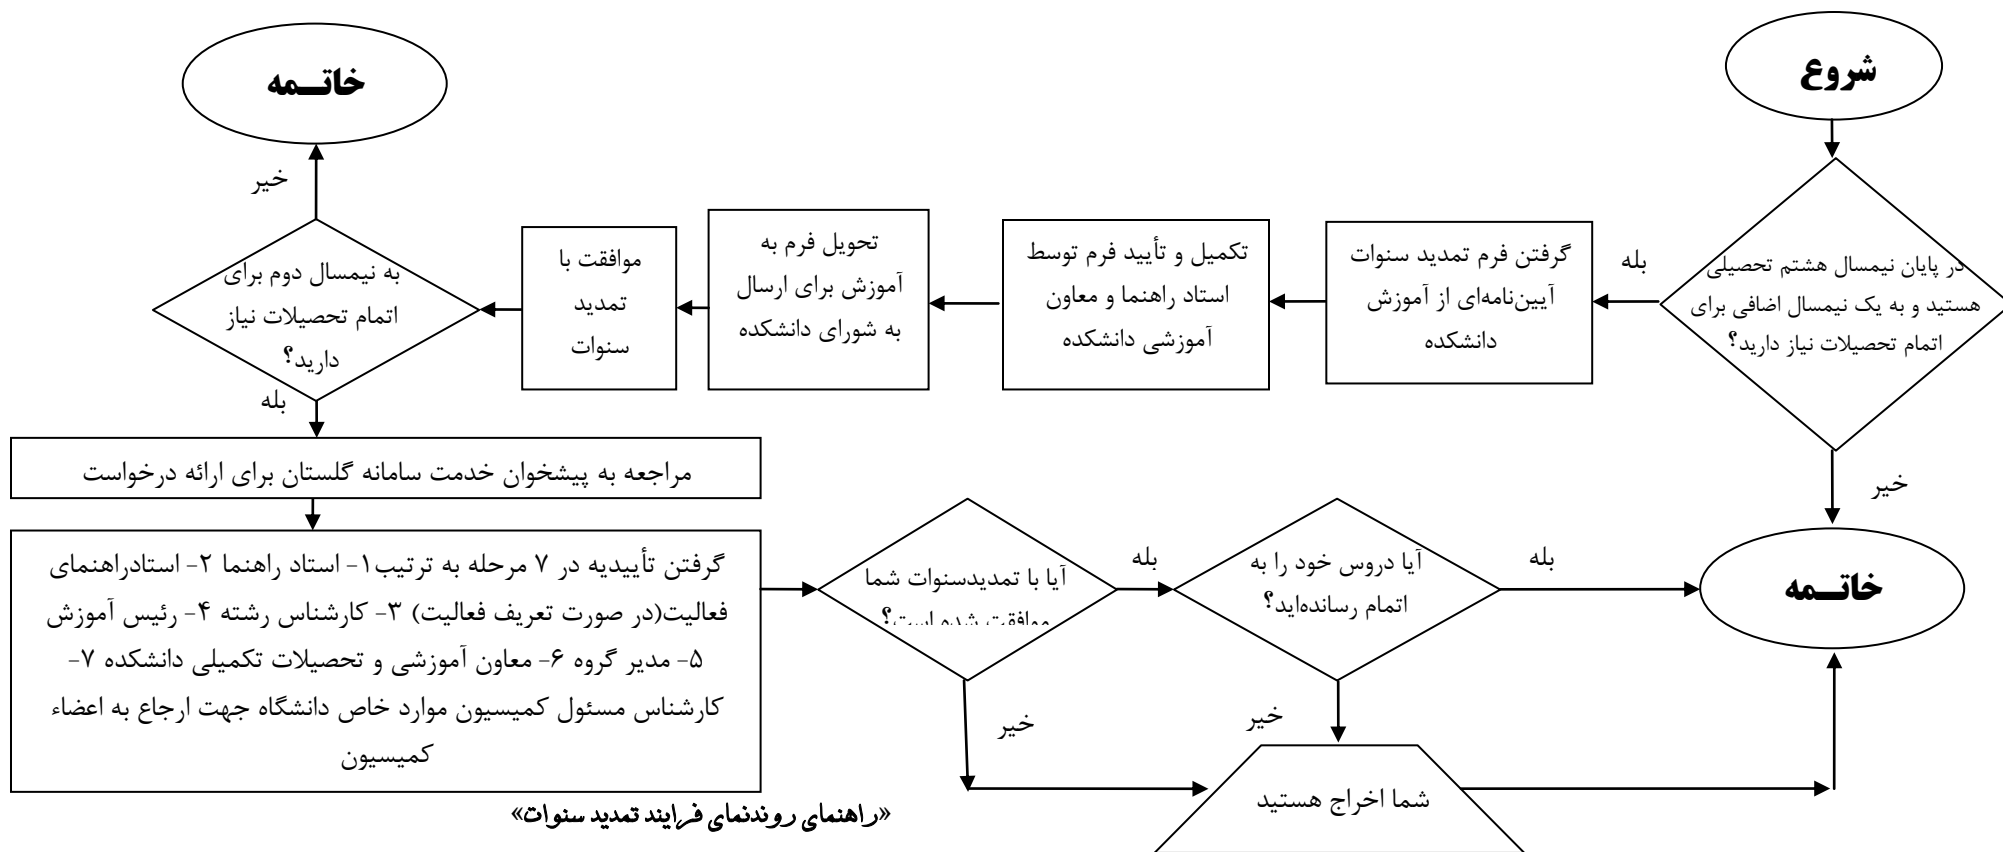 شروع
در پایان نیمسال هشتم تحصیلی
هستید و به یک نیمسال اضافی برای
اتمام تحصیلات نیاز دارید؟
بله
گرفتن فرم تمدید سنوات
آیین‌نامه‌ای از آموزش
دانشکده
تکمیل و تأیید فرم توسط
استاد راهنما و معاون
آموزشی دانشکده
تحویل فرم به
آموزش برای ارسال
به شورای دانشکده
موافقت با
تمدید
سنوات
به نیمسال دوم برای
اتمام تحصیلات نیاز
دارید؟
خیر
خاتـــمه
بله
مراجعه به پیشخوان خدمت سامانه گلستان برای ارائه درخواست
گرفتن تأییدیه در ۷ مرحله به ترتیب۱- استاد راهنما ۲- استادراهنمای
فعالیت(در صورت تعریف فعالیت) ۳- کارشناس رشته ۴- رئیس آموزش
۵- مدیر گروه ۶- معاون آموزشی و تحصیلات تکمیلی دانشکده ۷-
کارشناس مسئول کمیسیون موارد خاص دانشگاه جهت ارجاع به اعضاء
کمیسیون
آیا با تمدیدسنوات شما
موافقت شده است؟
بله
خیر
آیا دروس خود را به
اتمام رسانده‌اید؟
بله
خیر
خیر
خاتـــمه
شما اخراج هستید
«راهنمای روندنمای فرایند تمدید سنوات»